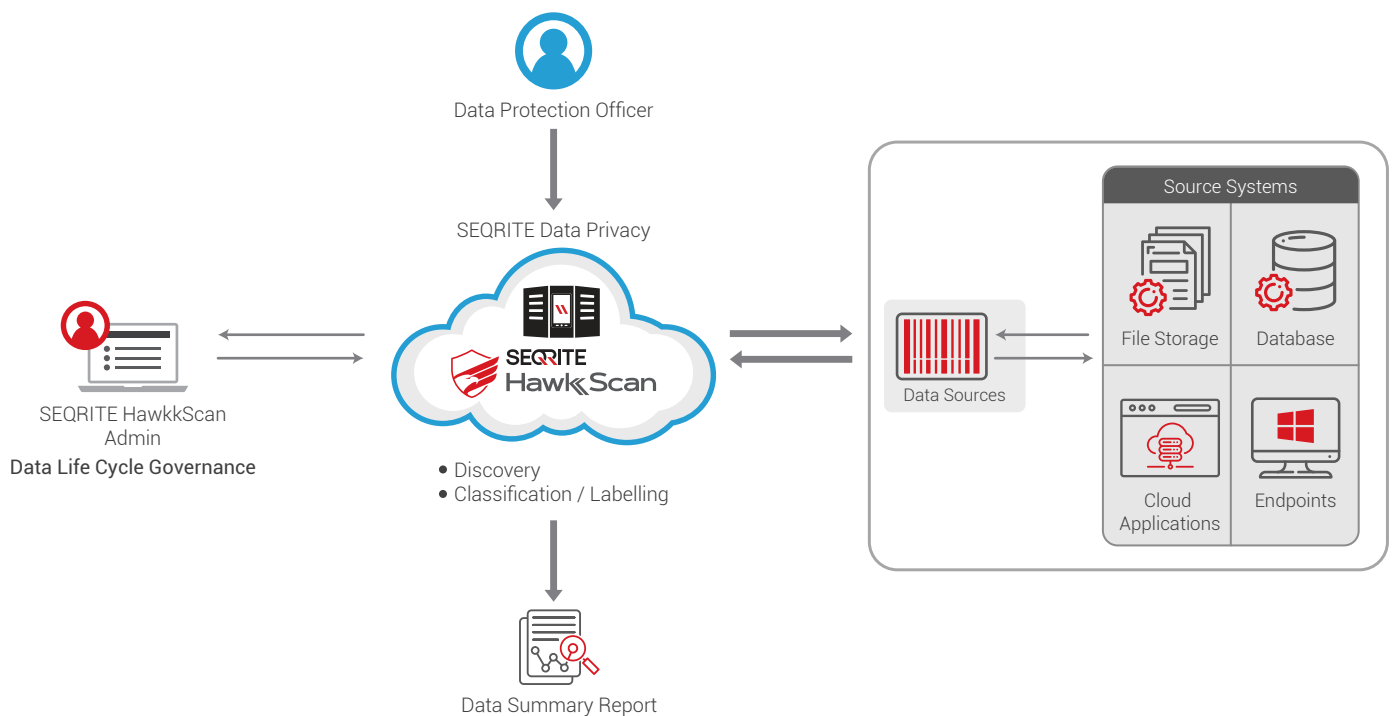 Data Protection Officer
SEQRITE Data Privacy
SEQRITE
HawkkScan
SEQRITE HawkkScan
Admin
Data Life Cycle Governance
• Discovery
• Classification / Labelling
Data Summary Report
Data Sources
Source Systems
File Storage
Database
Cloud
Applications
Endpoints